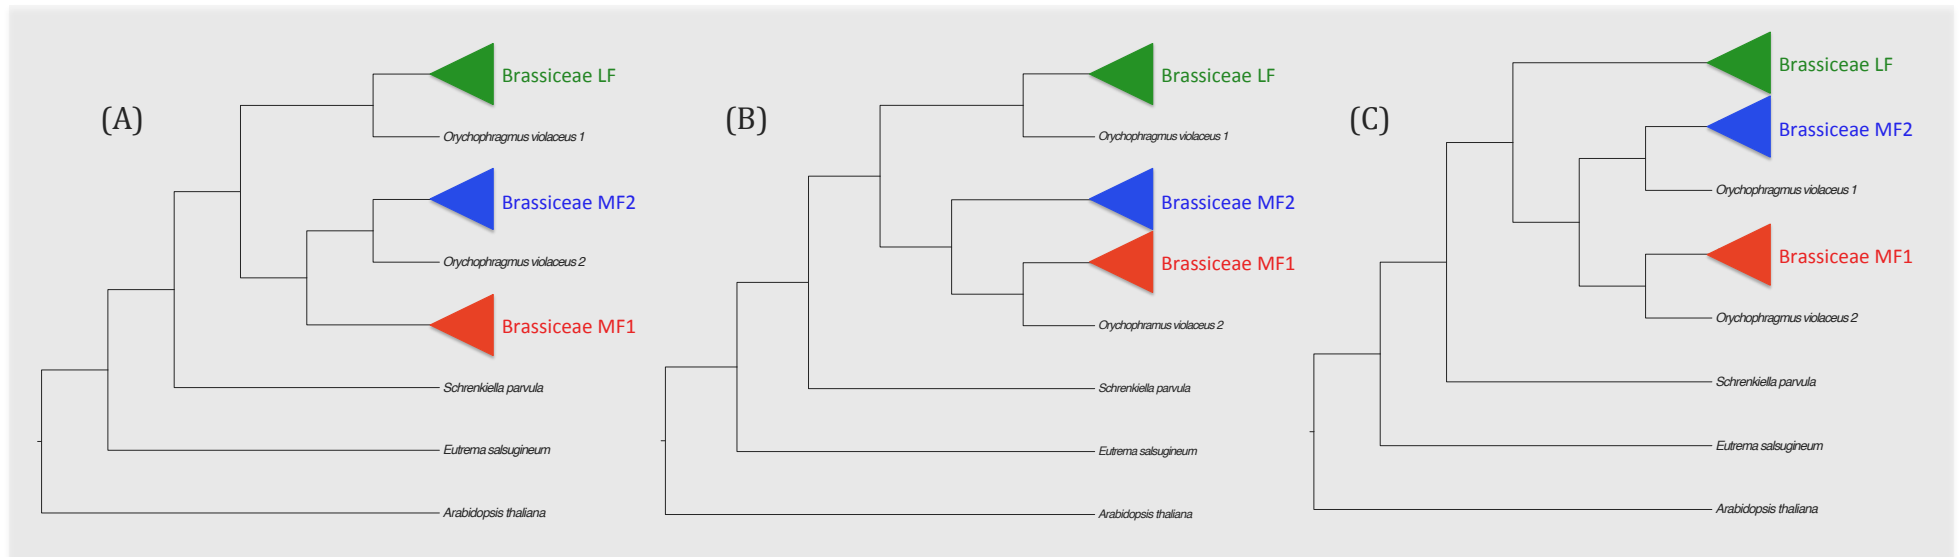 (A)
Brassiceae LF
Orychophragmus violaceus 1
Brassiceae MF2
Orychophragmus violaceus 2
Brassiceae MF1
Schrenkiella parvula
Eutrema salsugineum
Arabidopsis thaliana
(B)
Brassiceae LF
Orychophragmus violaceus 1
Brassiceae MF2
Brassiceae MF1
Orychophramus violaceus 2
Schrenkiella parvula
Eutrema salsugineum
Arabidopsis thaliana
(C)
Brassiceae LF
Brassiceae MF2
Orychophragmus violaceus 1
Brassiceae MF1
Orychophragmus violaceus 2
Schrenkiella parvula
Eutrema salsugineum
Arabidopsis thaliana